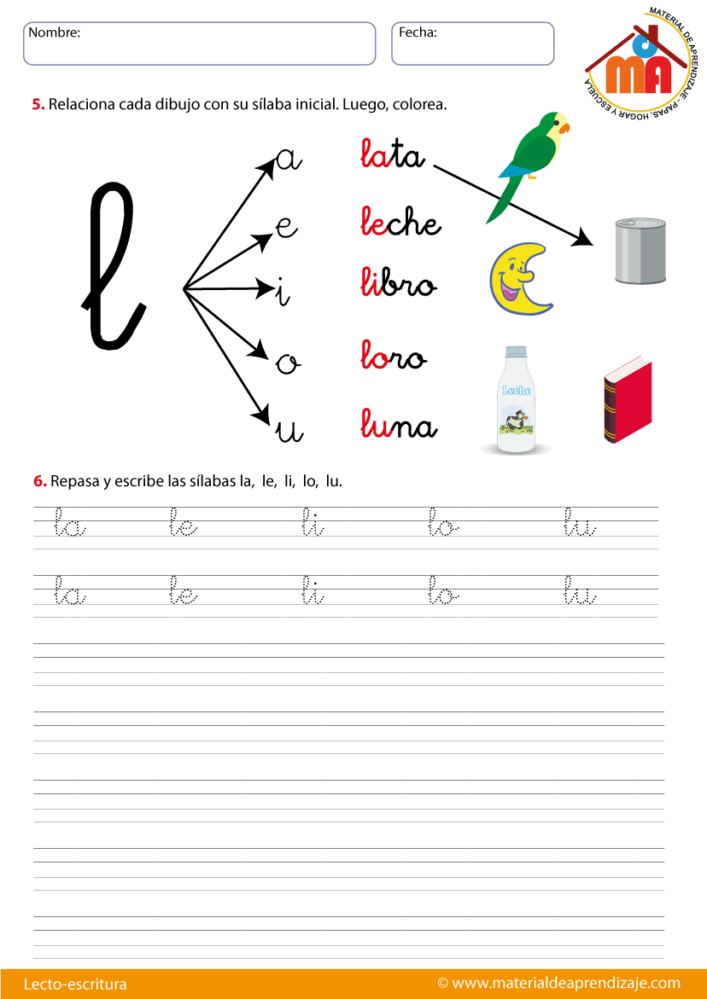 Nombre:
Fecha:
MATERIAL DE APRENDIZAJE - PAPAS, HOGAR Y ESCUELA
dMA
5. Relaciona cada dibujo con su sílaba inicial. Luego, colorea.
l
a
e
i
o
u
lata
leche
libro
loro
luna
Leche
6. Repasa y escribe las sílabas la, le, li, lo, lu.
la le li lo lu
la le li lo lu
Lecto-escritura
© www.materialdeaprendizaje.com